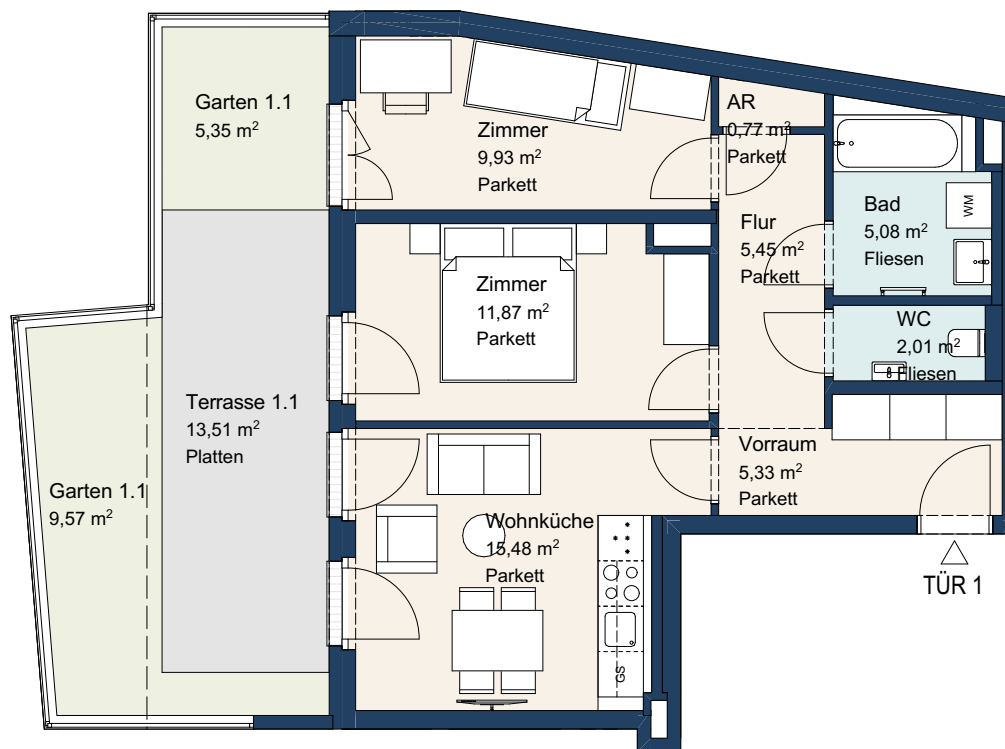 Garten 1.1
5,35 m²
Zimmer
9,93 m²
Parkett
AR
0,77 m²
Parkett
Bad
5,08 m²
Fliesen
WM
Flur
5,45 m²
Parkett
Zimmer
11,87 m²
Parkett
WC
2,01 m²
Fliesen
Terrasse 1.1
13,51 m²
Platten
Vorraum
5,33 m²
Parkett
Garten 1.1
9,57 m²
Wohnküche
15,48 m²
Parkett
GS
TÜR 1